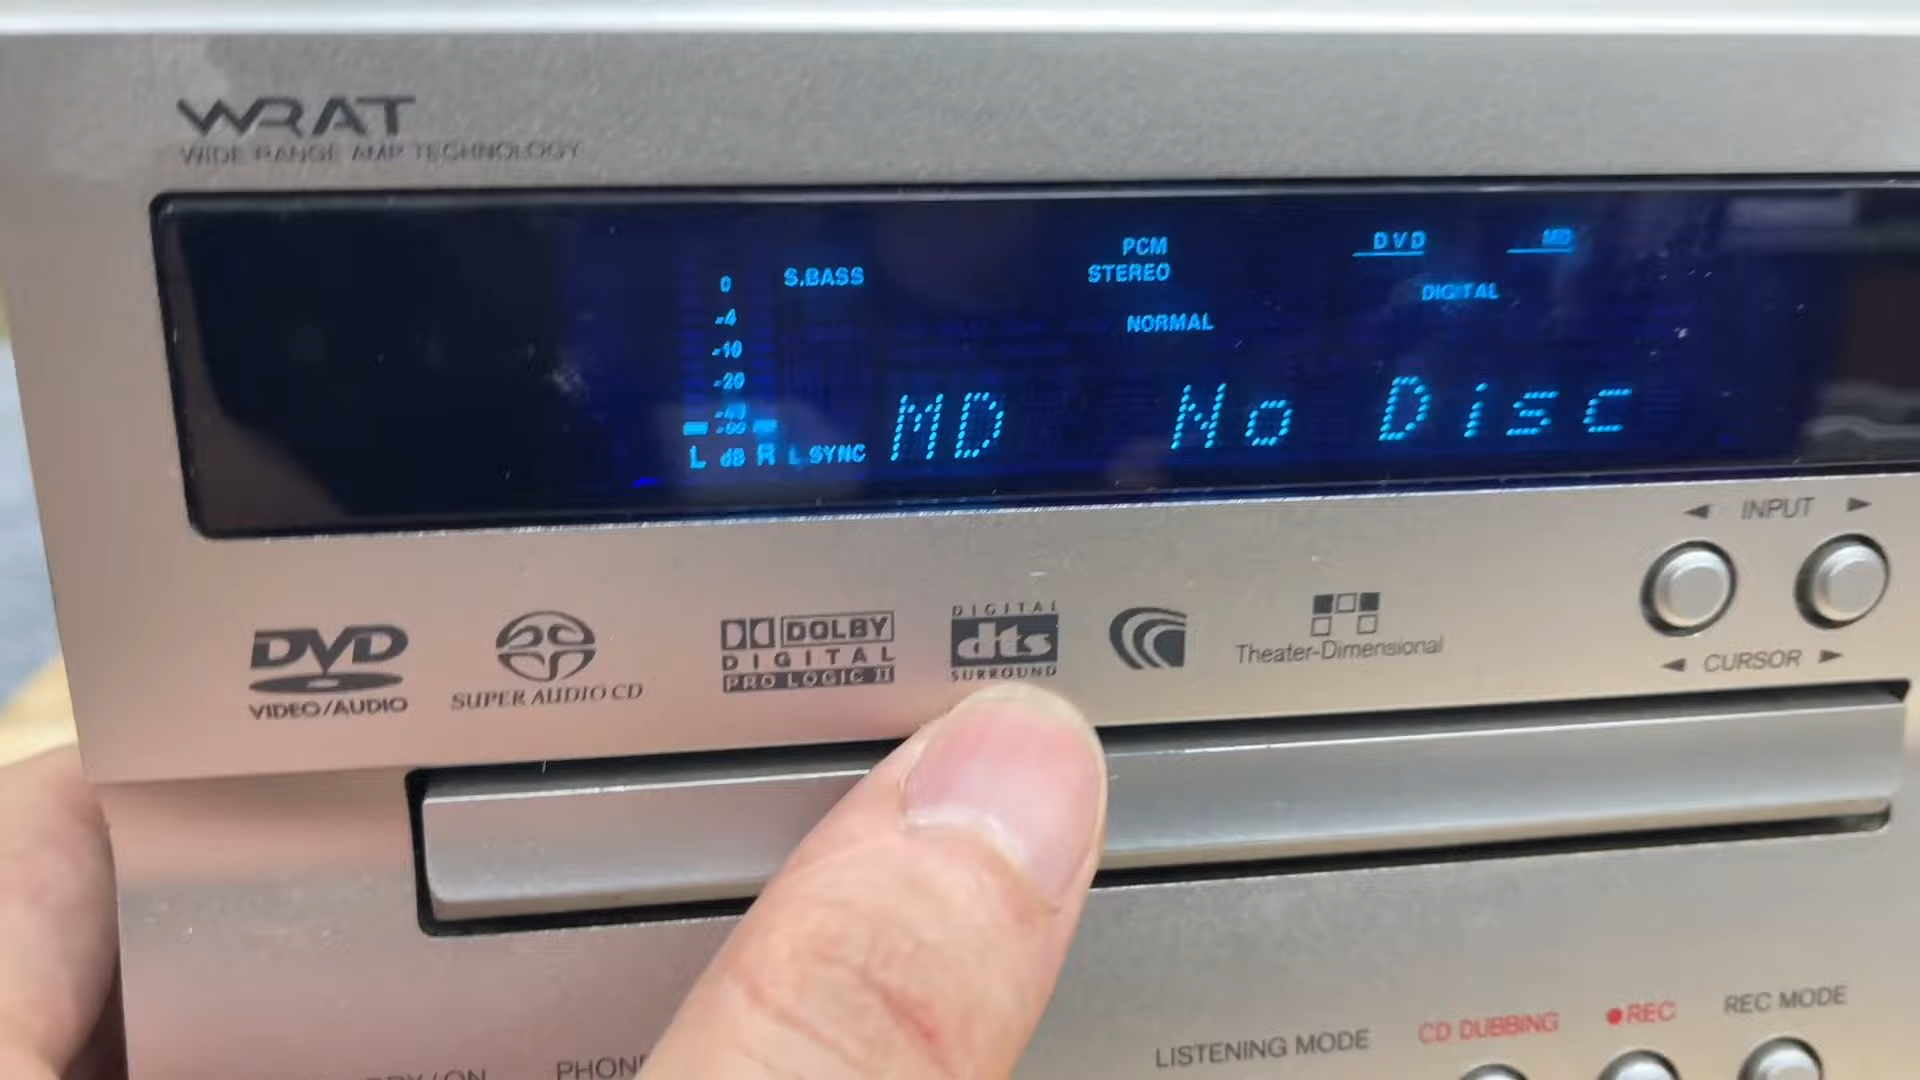 WRAT
WIDE RANGE AMP TECHNOLOGY
PCM
DVD
MD
S.BASS
STEREO
0
DIGITAL
-4
NORMAL
-10
-20
-40
-60
L dB R L SYNC
MD No Disc
INPUT
CURSOR
DVD
VIDEO/AUDIO
SUPER AUDIO CD
DOLBY
DIGITAL
PRO LOGIC II
DIGITAL
dts
SURROUND
Theater-Dimensional
LISTENING MODE
CD DUBBING
REC
REC MODE